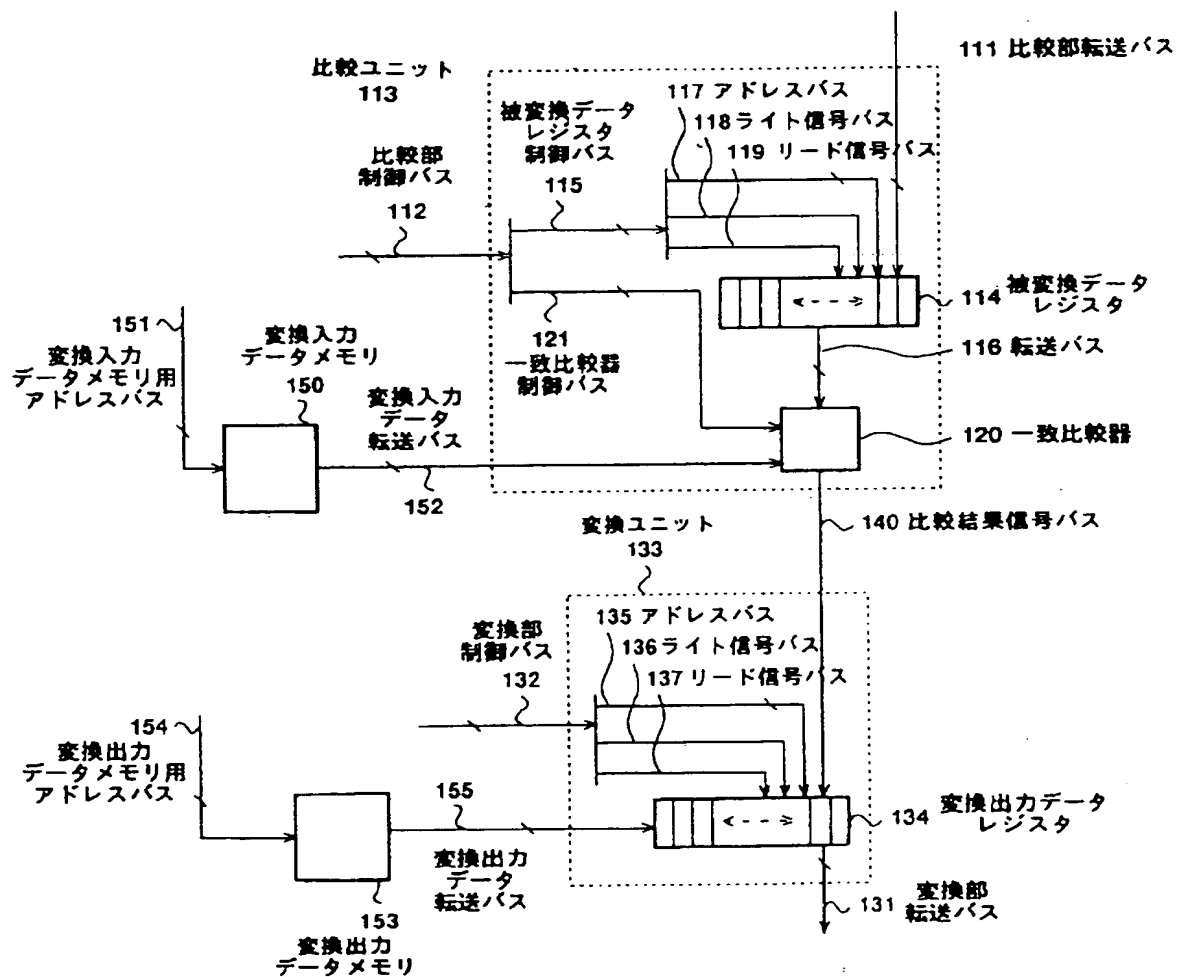 111 比較部転送バス
比較ユニット
113
117 アドレスバス
118 ライト信号バス
119 リード信号バス
被変換データ
レジスタ
制御バス
115
比較部
制御バス
112
114 被変換データ
レジスタ
116 転送バス
121
一致比較器
制御バス
120 一致比較器
151
変換入力
データメモリ用
アドレスバス
変換入力
データメモリ
150
変換入力
データ
転送バス
152
140 比較結果信号バス
変換ユニット
133
135 アドレスバス
136 ライト信号バス
137 リード信号バス
変換部
制御バス
132
154
変換出力
データメモリ用
アドレスバス
155
変換出力
データ
転送バス
134 変換出力データ
レジスタ
153
変換出力
データメモリ
131 変換部
転送バス